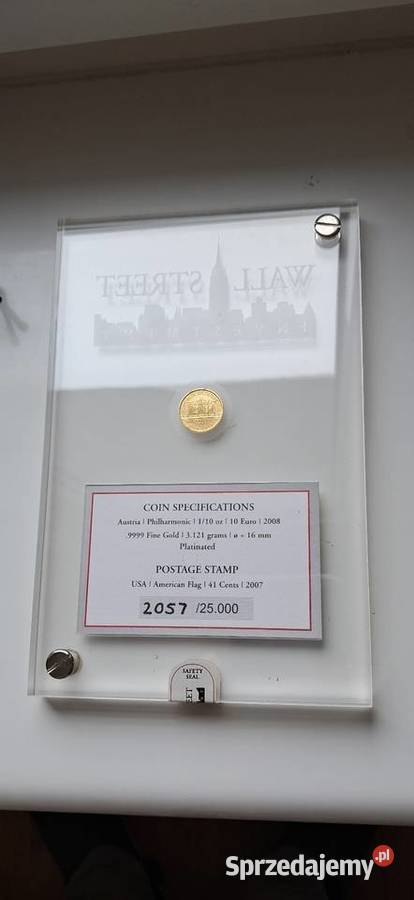 WALL STREET
COIN SPECIFICATIONS
Austria | Philharmonic | 1/10 oz | 10 Euro | 2008
.9999 Fine Gold | 3.121 grams | ø = 16 mm
Platinated
POSTAGE STAMP
USA | American Flag | 41 Cents | 2007
2057 /25.000
SAFETY
SEAL
Sprzedajemy.pl